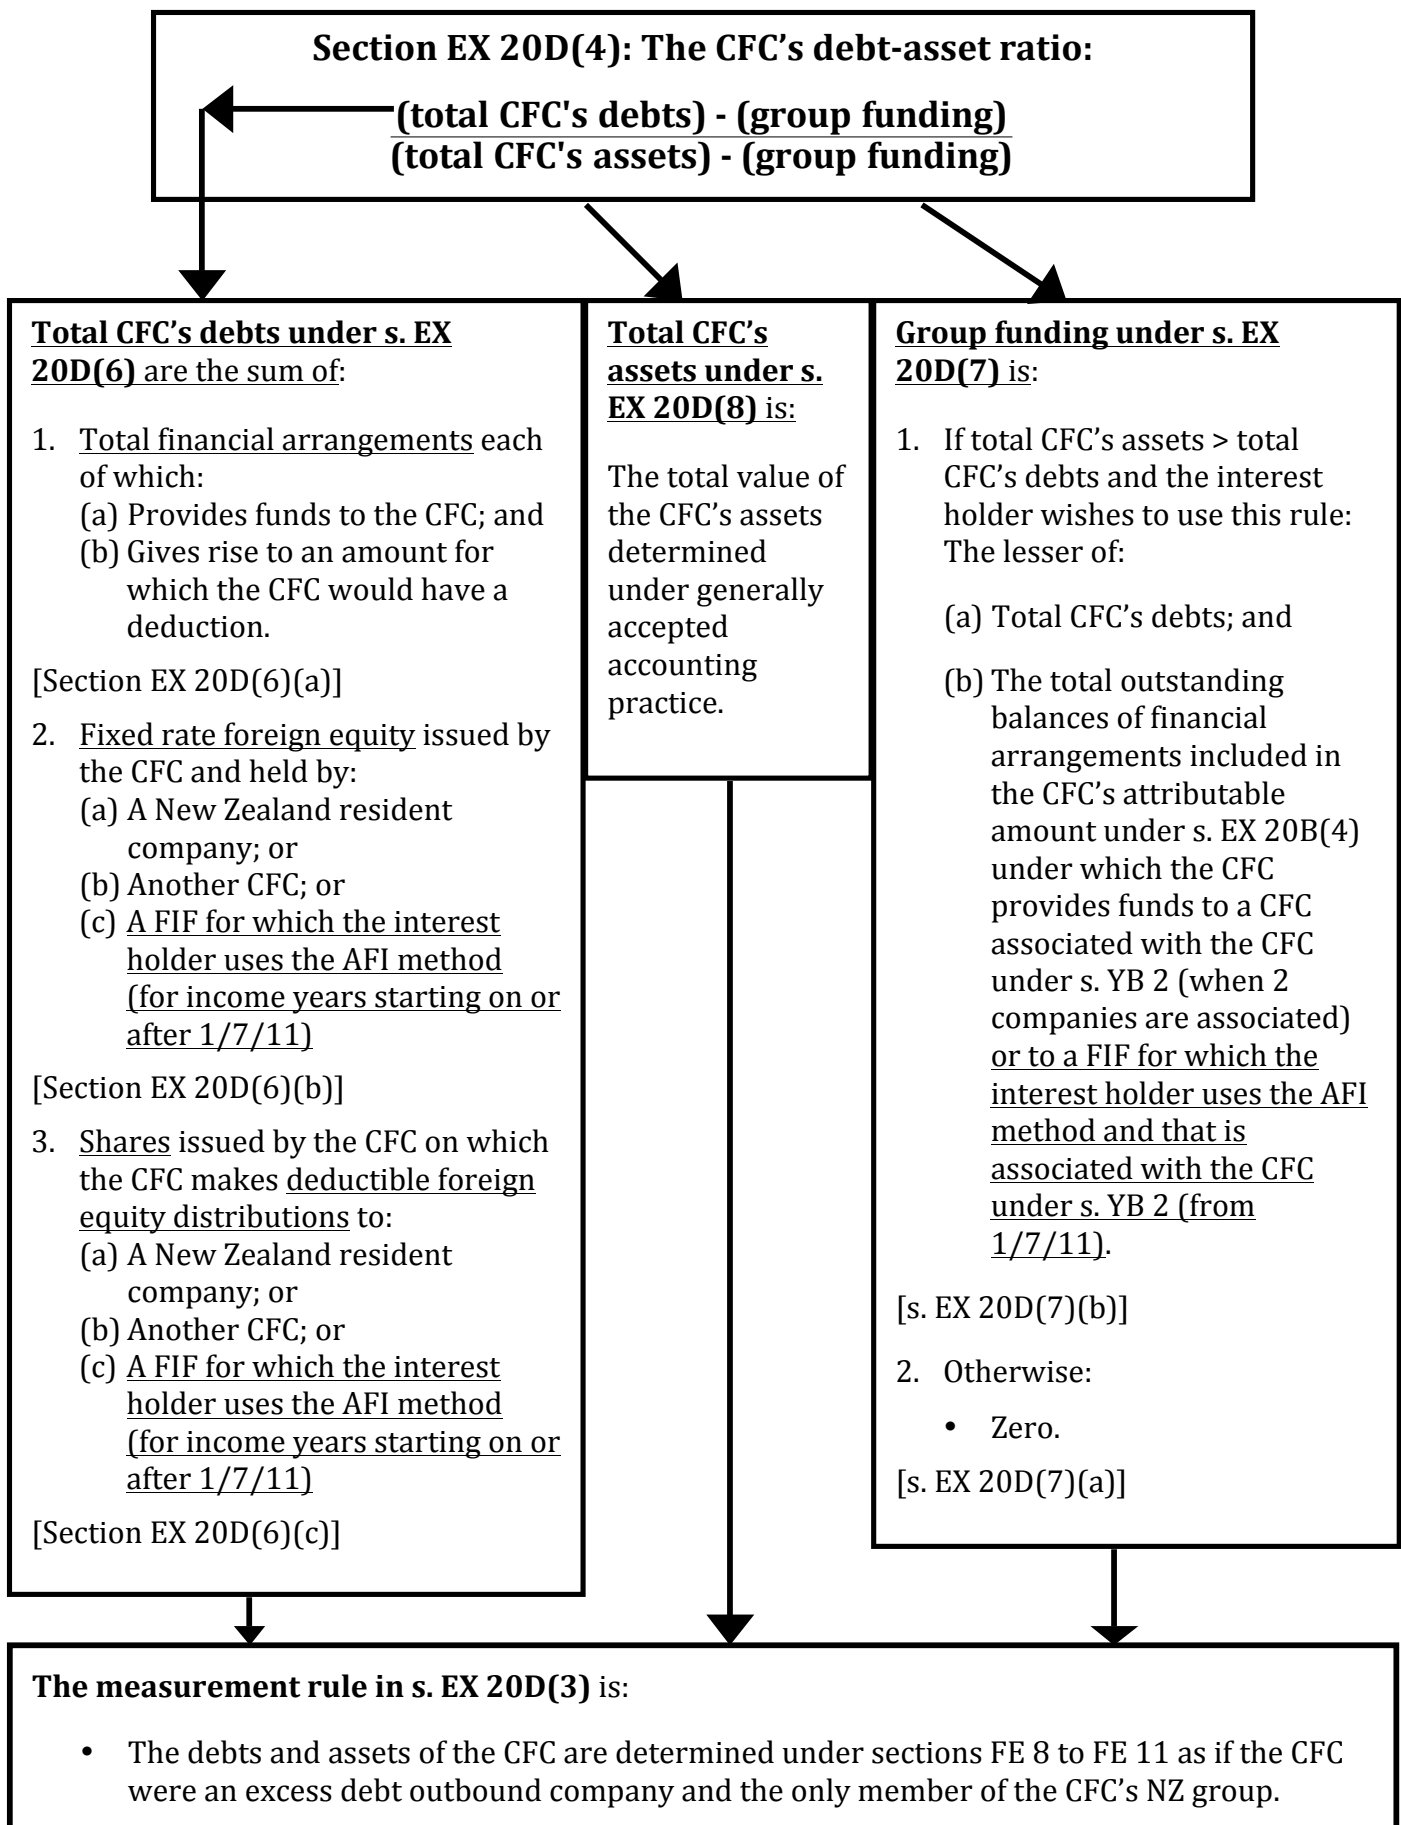 Section EX 20D(4): The CFC’s debt-asset ratio:
(total CFC's debts) - (group funding)
(total CFC's assets) - (group funding)
Total CFC’s debts under s. EX
20D(6) are the sum of:
1. Total financial arrangements each
of which:
(a) Provides funds to the CFC; and
(b) Gives rise to an amount for
which the CFC would have a
deduction.
[Section EX 20D(6)(a)]
2. Fixed rate foreign equity issued by
the CFC and held by:
(a) A New Zealand resident
company; or
(b) Another CFC; or
(c) A FIF for which the interest
holder uses the AFI method
(for income years starting on or
after 1/7/11)
[Section EX 20D(6)(b)]
3. Shares issued by the CFC on which
the CFC makes deductible foreign
equity distributions to:
(a) A New Zealand resident
company; or
(b) Another CFC; or
(c) A FIF for which the interest
holder uses the AFI method
(for income years starting on or
after 1/7/11)
[Section EX 20D(6)(c)]
Total CFC’s
assets under s.
EX 20D(8) is:
The total value of
the CFC’s assets
determined
under generally
accepted
accounting
practice.
Group funding under s. EX
20D(7) is:
1. If total CFC’s assets > total
CFC’s debts and the interest
holder wishes to use this rule:
The lesser of:
(a) Total CFC’s debts; and
(b) The total outstanding
balances of financial
arrangements included in
the CFC’s attributable
amount under s. EX 20B(4)
under which the CFC
provides funds to a CFC
associated with the CFC
under s. YB 2 (when 2
companies are associated)
or to a FIF for which the
interest holder uses the AFI
method and that is
associated with the CFC
under s. YB 2 (from
1/7/11).
[s. EX 20D(7)(b)]
2. Otherwise:
• Zero.
[s. EX 20D(7)(a)]
The measurement rule in s. EX 20D(3) is:
• The debts and assets of the CFC are determined under sections FE 8 to FE 11 as if the CFC
were an excess debt outbound company and the only member of the CFC’s NZ group.